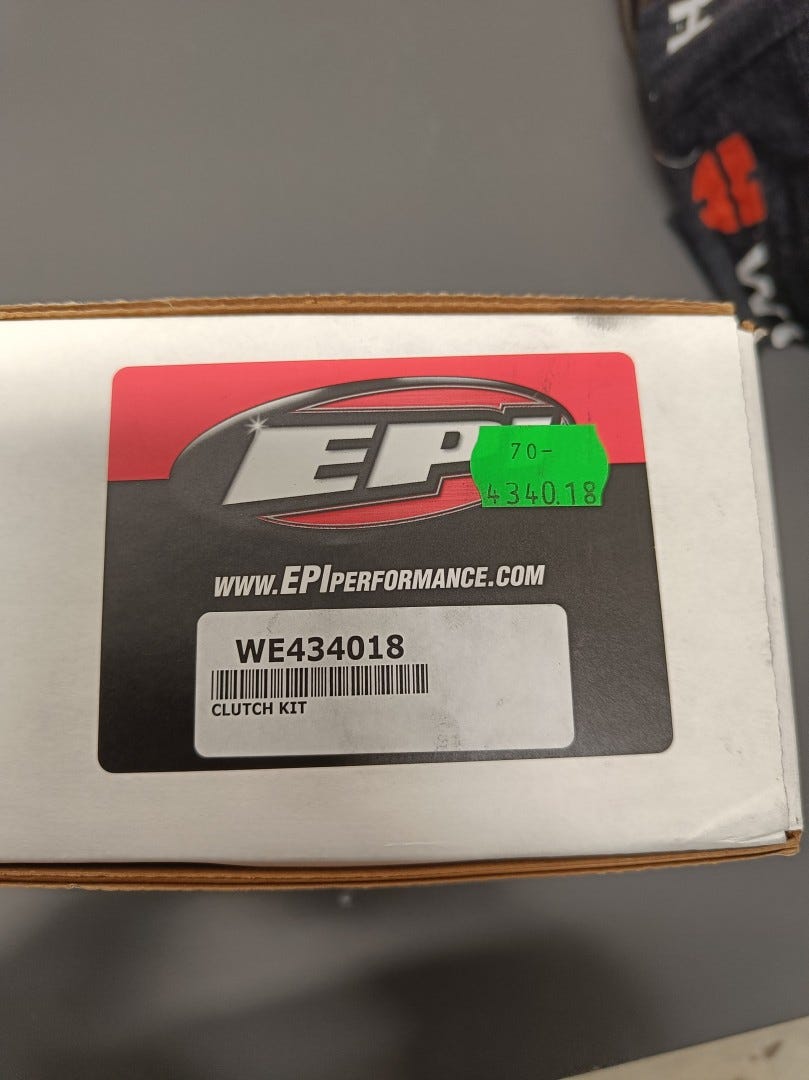 H
W
EPI
70-
4340.18
WWW.EPIPERFORMANCE.COM
WE434018
CLUTCH KIT